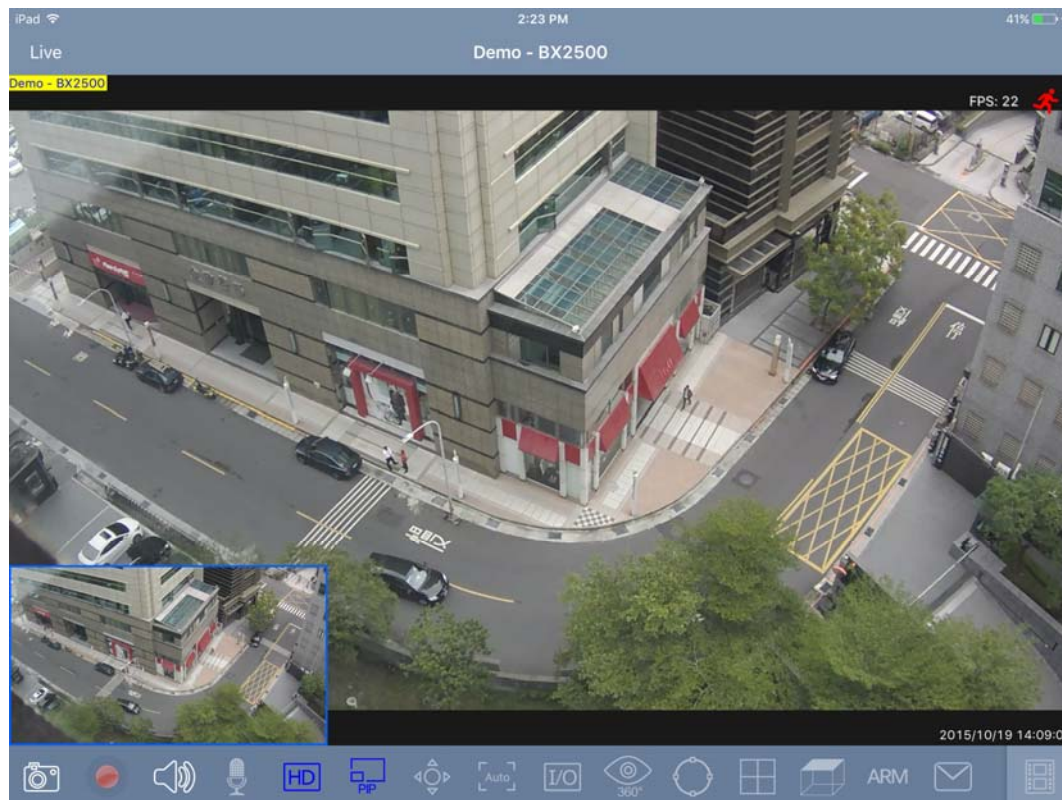 iPad 2:23 PM 41%
Live Demo - BX2500
Demo - BX2500
FPS: 22
2015/10/19 14:09:0
HD PIP Auto I/O 360° ARM